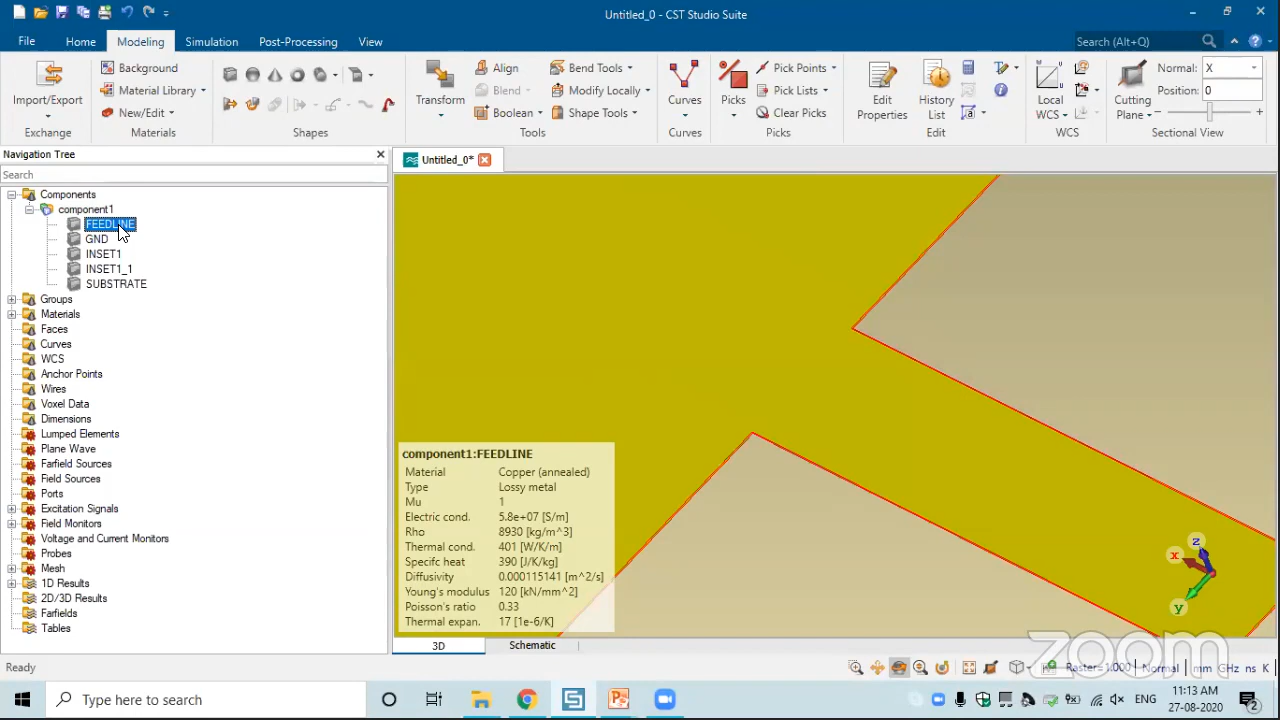 Untitled_0 - CST Studio Suite
File Home Modeling Simulation Post-Processing View Search (Alt+Q)
Import/Export
Exchange
Background
Material Library
New/Edit
Materials
Shapes
Transform
Align
Blend
Boolean
Bend Tools
Modify Locally
Shape Tools
Tools
Curves
Curves
Picks
Pick Points
Pick Lists
Clear Picks
Picks
Edit
Properties
History
List
Edit
Local
WCS
WCS
Cutting
Plane
Normal: X
Position: 0
Sectional View
Navigation Tree
Search
Components
component1
FEEDLINE
GND
INSET1
INSET1_1
SUBSTRATE
Groups
Materials
Faces
Curves
WCS
Anchor Points
Wires
Voxel Data
Dimensions
Lumped Elements
Plane Wave
Farfield Sources
Field Sources
Ports
Excitation Signals
Field Monitors
Voltage and Current Monitors
Probes
Mesh
1D Results
2D/3D Results
Farfields
Tables
Untitled_0*
component1:FEEDLINE
Material Copper (annealed)
Type Lossy metal
Mu 1
Electric cond. 5.8e+07 [S/m]
Rho 8930 [kg/m^3]
Thermal cond. 401 [W/K/m]
Specifc heat 390 [J/K/kg]
Diffusivity 0.000115141 [m^2/s]
Young's modulus 120 [kN/mm^2]
Poisson's ratio 0.33
Thermal expan. 17 [1e-6/K]
z
x
y
3D Schematic
zoom
Ready
Raster=1.000 Normal mm GHz ns K
Type here to search
ENG
11:13 AM
27-08-2020
2